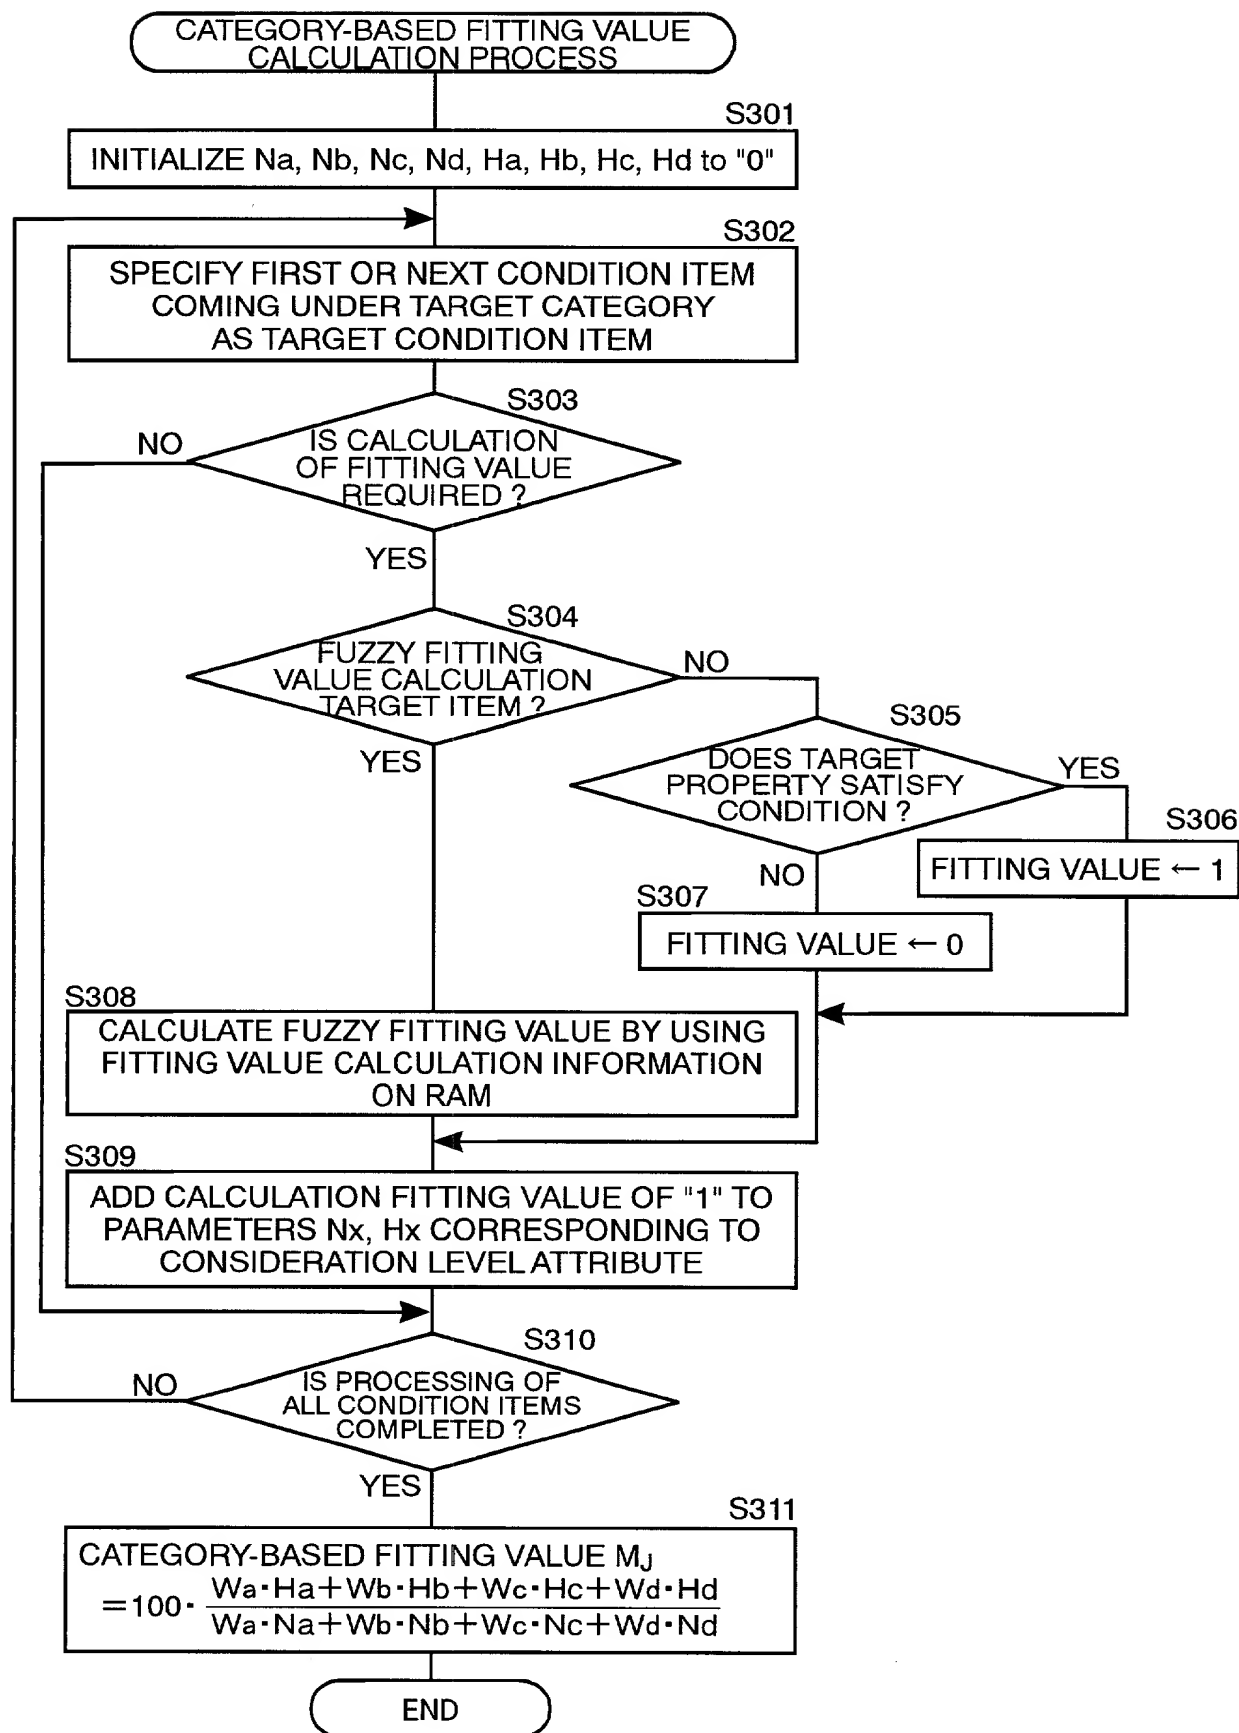 CATEGORY-BASED FITTING VALUE
CALCULATION PROCESS
S301
INITIALIZE Na, Nb, Nc, Nd, Ha, Hb, Hc, Hd to "0"
S302
SPECIFY FIRST OR NEXT CONDITION ITEM
COMING UNDER TARGET CATEGORY
AS TARGET CONDITION ITEM
S303
NO
IS CALCULATION
OF FITTING VALUE
REQUIRED ?
YES
S304
FUZZY FITTING
VALUE CALCULATION
TARGET ITEM ?
NO
YES
S305
DOES TARGET
PROPERTY SATISFY
CONDITION ?
YES
NO
S306
FITTING VALUE ← 1
S307
FITTING VALUE ← 0
S308
CALCULATE FUZZY FITTING VALUE BY USING
FITTING VALUE CALCULATION INFORMATION
ON RAM
S309
ADD CALCULATION FITTING VALUE OF "1" TO
PARAMETERS Nx, Hx CORRESPONDING TO
CONSIDERATION LEVEL ATTRIBUTE
S310
NO
IS PROCESSING OF
ALL CONDITION ITEMS
COMPLETED ?
YES
S311
CATEGORY-BASED FITTING VALUE MJ
=100· Wa·Ha+Wb·Hb+Wc·Hc+Wd·Hd
Wa·Na+Wb·Nb+Wc·Nc+Wd·Nd
END